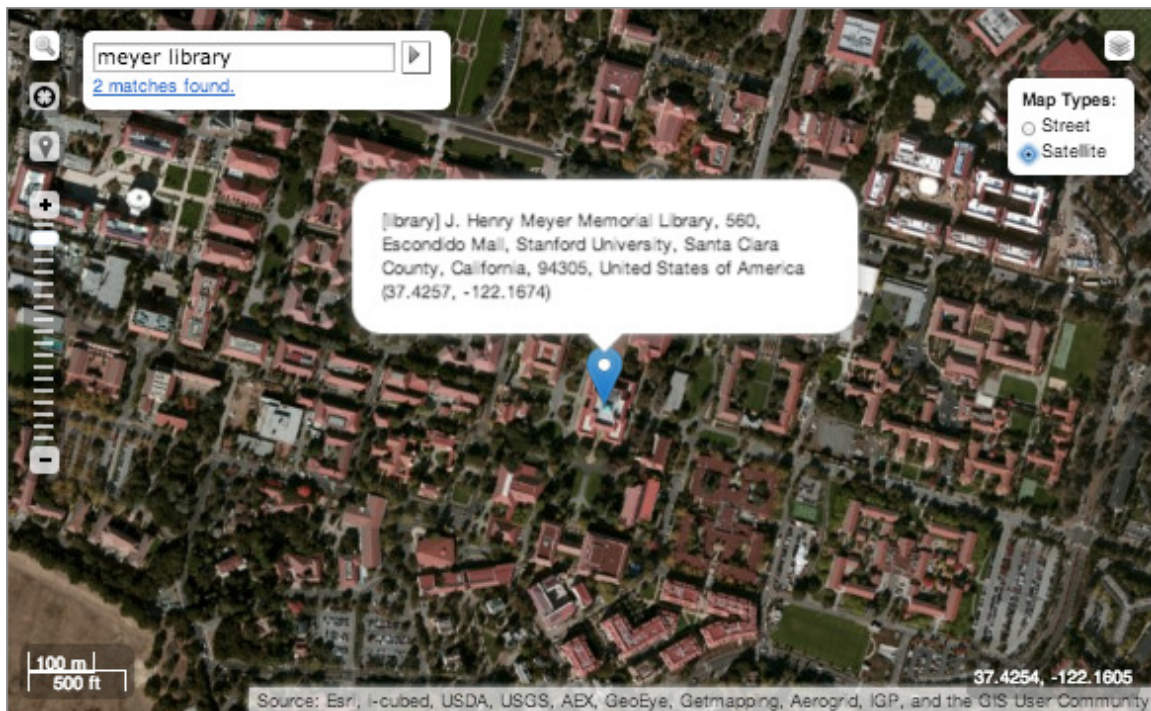 meyer library
2 matches found.
Map Types:
Street
Satellite
[library] J. Henry Meyer Memorial Library, 560,
Escondido Mall, Stanford University, Santa Clara
County, California, 94305, United States of America
(37.4257, -122.1674)
+
-
100 m
500 ft
37.4254, -122.1605
Source: Esri, i-cubed, USDA, USGS, AEX, GeoEye, Getmapping, Aerogrid, IGP, and the GIS User Community